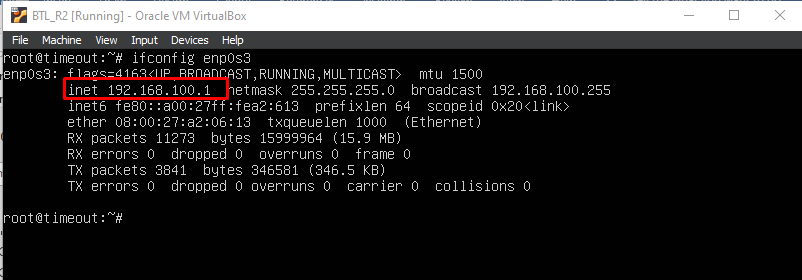 BTL_R2 [Running] - Oracle VM VirtualBox
File Machine View Input Devices Help
root@timeout:~# ifconfig enp0s3
enp0s3: flags=4163<UP,BROADCAST,RUNNING,MULTICAST> mtu 1500
inet 192.168.100.1 netmask 255.255.255.0 broadcast 192.168.100.255
inet6 fe80::a00:27ff:fea2:613 prefixlen 64 scopeid 0x20<link>
ether 08:00:27:a2:06:13 txqueuelen 1000 (Ethernet)
RX packets 11273 bytes 15999964 (15.9 MB)
RX errors 0 dropped 0 overruns 0 frame 0
TX packets 3841 bytes 346581 (346.5 KB)
TX errors 0 dropped 0 overruns 0 carrier 0 collisions 0
root@timeout:~#